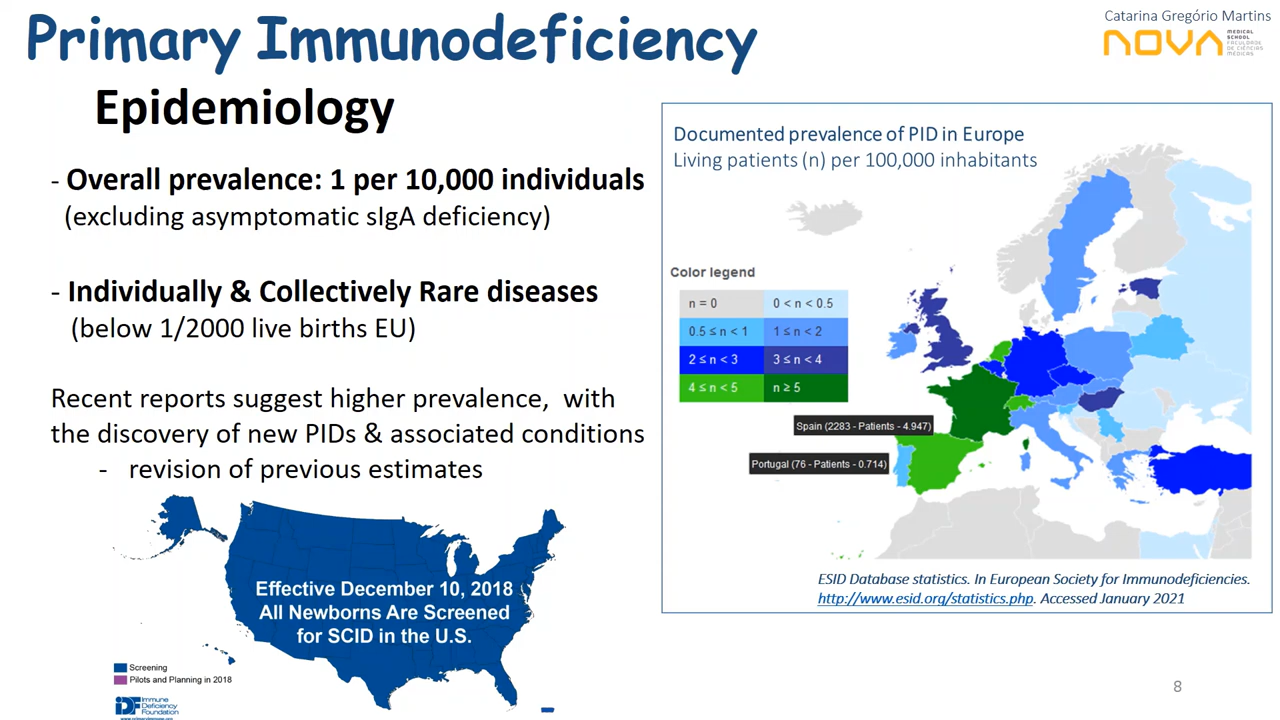 Primary Immunodeficiency
Catarina Gregório Martins
NOVA
MEDICAL
SCHOOL
FACULDADE
DE CIÊNCIAS
MÉDICAS
Epidemiology
- Overall prevalence: 1 per 10,000 individuals
(excluding asymptomatic sIgA deficiency)
- Individually & Collectively Rare diseases
(below 1/2000 live births EU)
Recent reports suggest higher prevalence, with
the discovery of new PIDs & associated conditions
- revision of previous estimates
Effective December 10, 2018
All Newborns Are Screened
for SCID in the U.S.
Screening
Pilots and Planning in 2018
iDF Immune
Deficiency
Foundation
www.primaryimmune.org
Documented prevalence of PID in Europe
Living patients (n) per 100,000 inhabitants
Color legend
n = 0 0 < n < 0.5
0.5 ≤ n < 1 1 ≤ n < 2
2 ≤ n < 3 3 ≤ n < 4
4 ≤ n < 5 n ≥ 5
Spain (2283 - Patients - 4.947)
Portugal (76 - Patients - 0.714)
ESID Database statistics. In European Society for Immunodeficiencies.
http://www.esid.org/statistics.php. Accessed January 2021
8